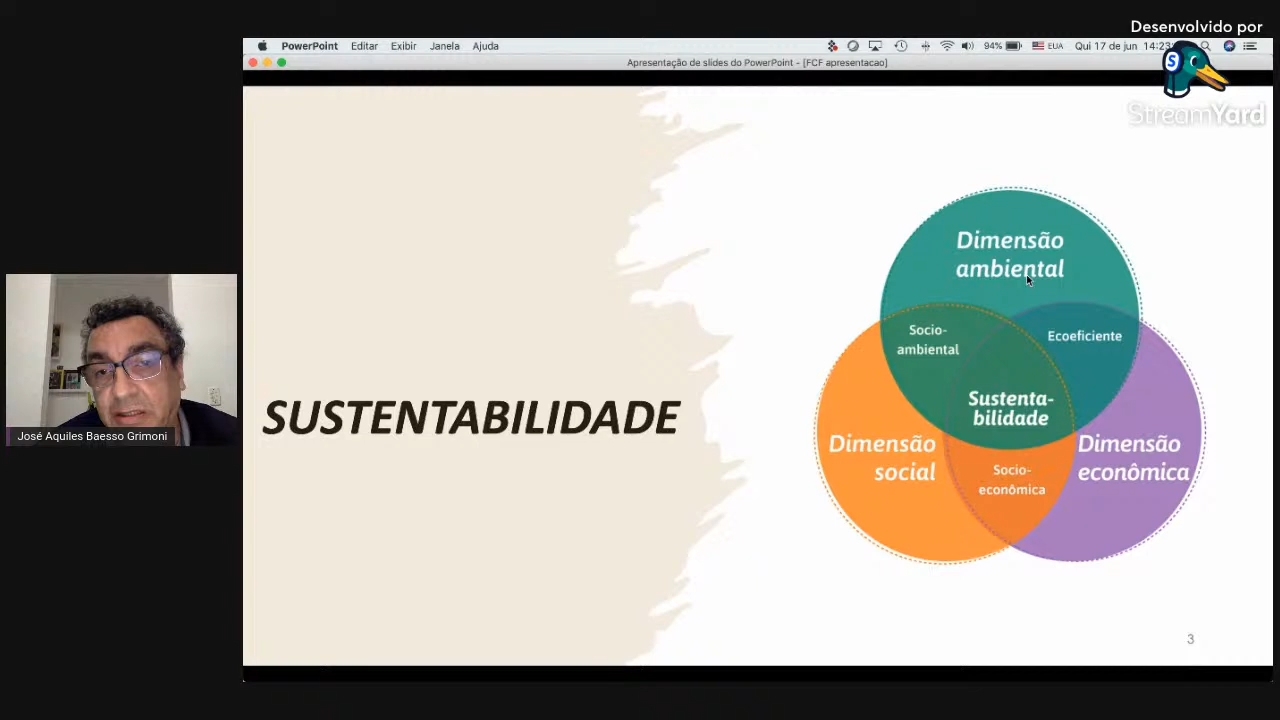 Desenvolvido por
StreamYard
PowerPoint Editar Exibir Janela Ajuda
94% EUA Qui 17 de jun 14:23
Apresentação de slides do PowerPoint - [FCF apresentacao]
SUSTENTABILIDADE
Dimensão
ambiental
Socio-
ambiental
Ecoeficiente
Sustenta-
bilidade
Dimensão
social
Dimensão
econômica
Socio-
econômica
3
José Aquiles Baesso Grimoni